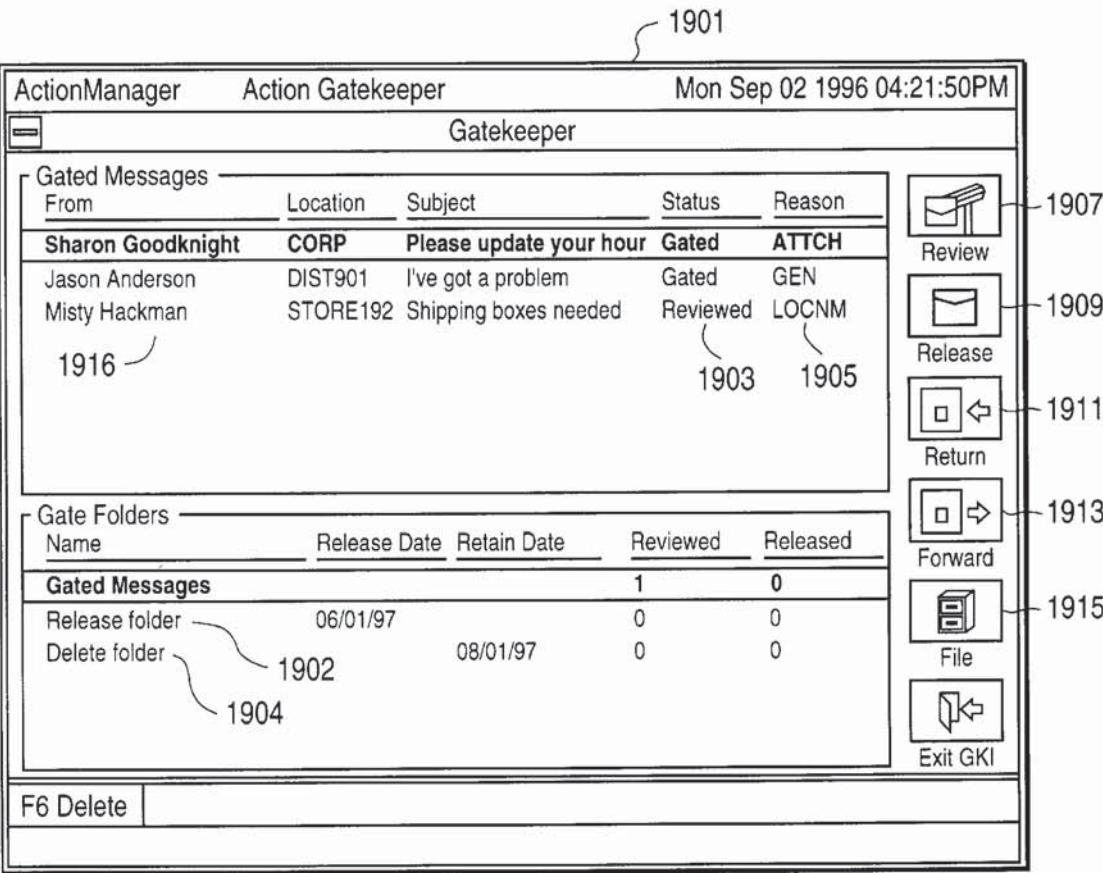 1901
ActionManager Action Gatekeeper Mon Sep 02 1996 04:21:50PM
Gatekeeper
Gated Messages
From Location Subject Status Reason
Sharon Goodknight CORP Please update your hour Gated ATTCH
Jason Anderson DIST901 I've got a problem Gated GEN
Misty Hackman STORE192 Shipping boxes needed Reviewed LOCNM
1916 1903 1905
Review 1907
Release 1909
Return 1911
Forward 1913
File 1915
Exit GKI
Gate Folders
Name Release Date Retain Date Reviewed Released
Gated Messages 1 0
Release folder 06/01/97 0 0
Delete folder 08/01/97 0 0
1902
1904
F6 Delete